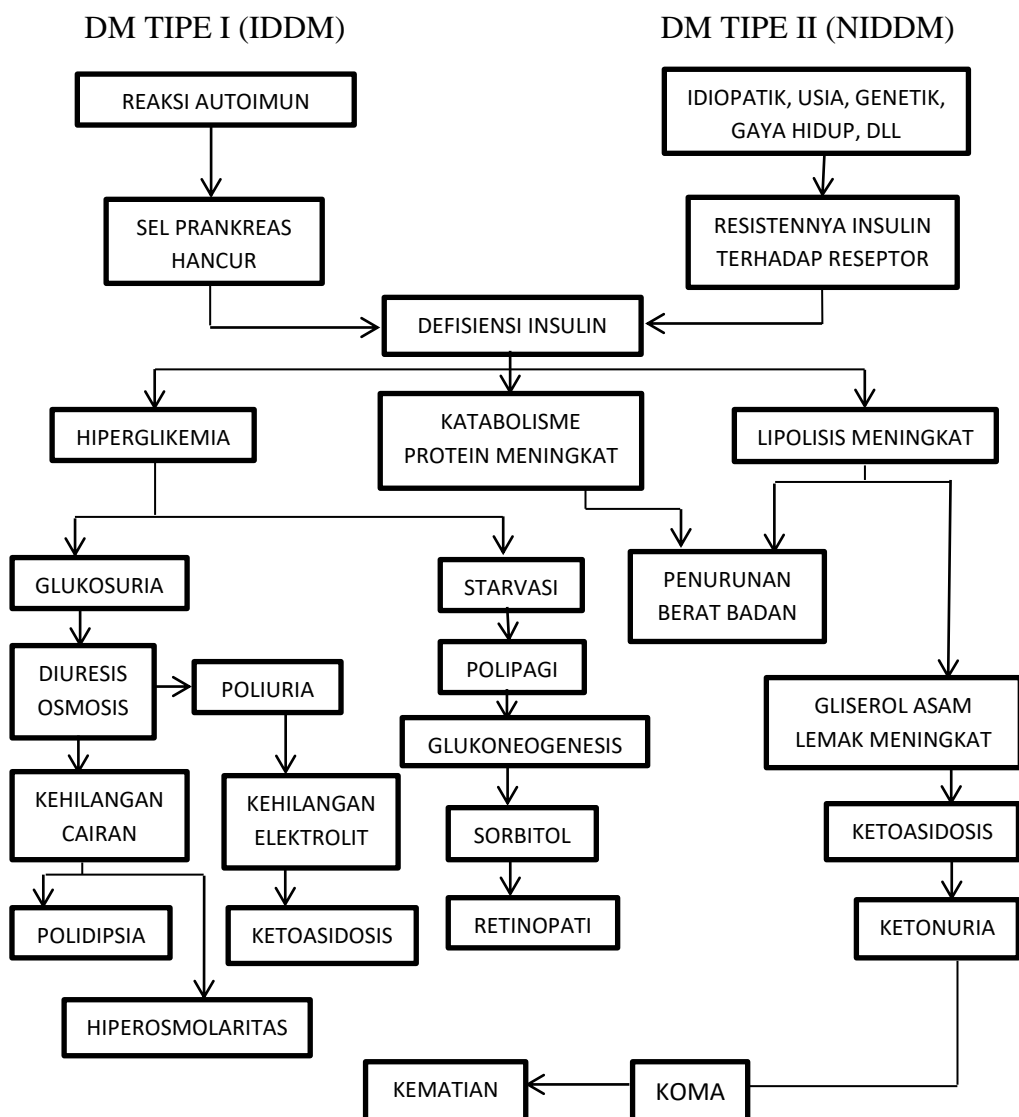 DM TIPE I (IDDM)
DM TIPE II (NIDDM)
REAKSI AUTOIMUN
IDIOPATIK, USIA, GENETIK,
GAYA HIDUP, DLL
SEL PRANKREAS
HANCUR
RESISTENNYA INSULIN
TERHADAP RESEPTOR
DEFISIENSI INSULIN
HIPERGLIKEMIA
KATABOLISME
PROTEIN MENINGKAT
LIPOLISIS MENINGKAT
GLUKOSURIA
STARVASI
PENURUNAN
BERAT BADAN
DIURESIS
OSMOSIS
POLIURIA
POLIPAGI
GLISEROL ASAM
LEMAK MENINGKAT
GLUKONEOGENESIS
KEHILANGAN
CAIRAN
KEHILANGAN
ELEKTROLIT
SORBITOL
KETOASIDOSIS
POLIDIPSIA
KETOASIDOSIS
RETINOPATI
KETONURIA
HIPEROSMOLARITAS
KEMATIAN
KOMA